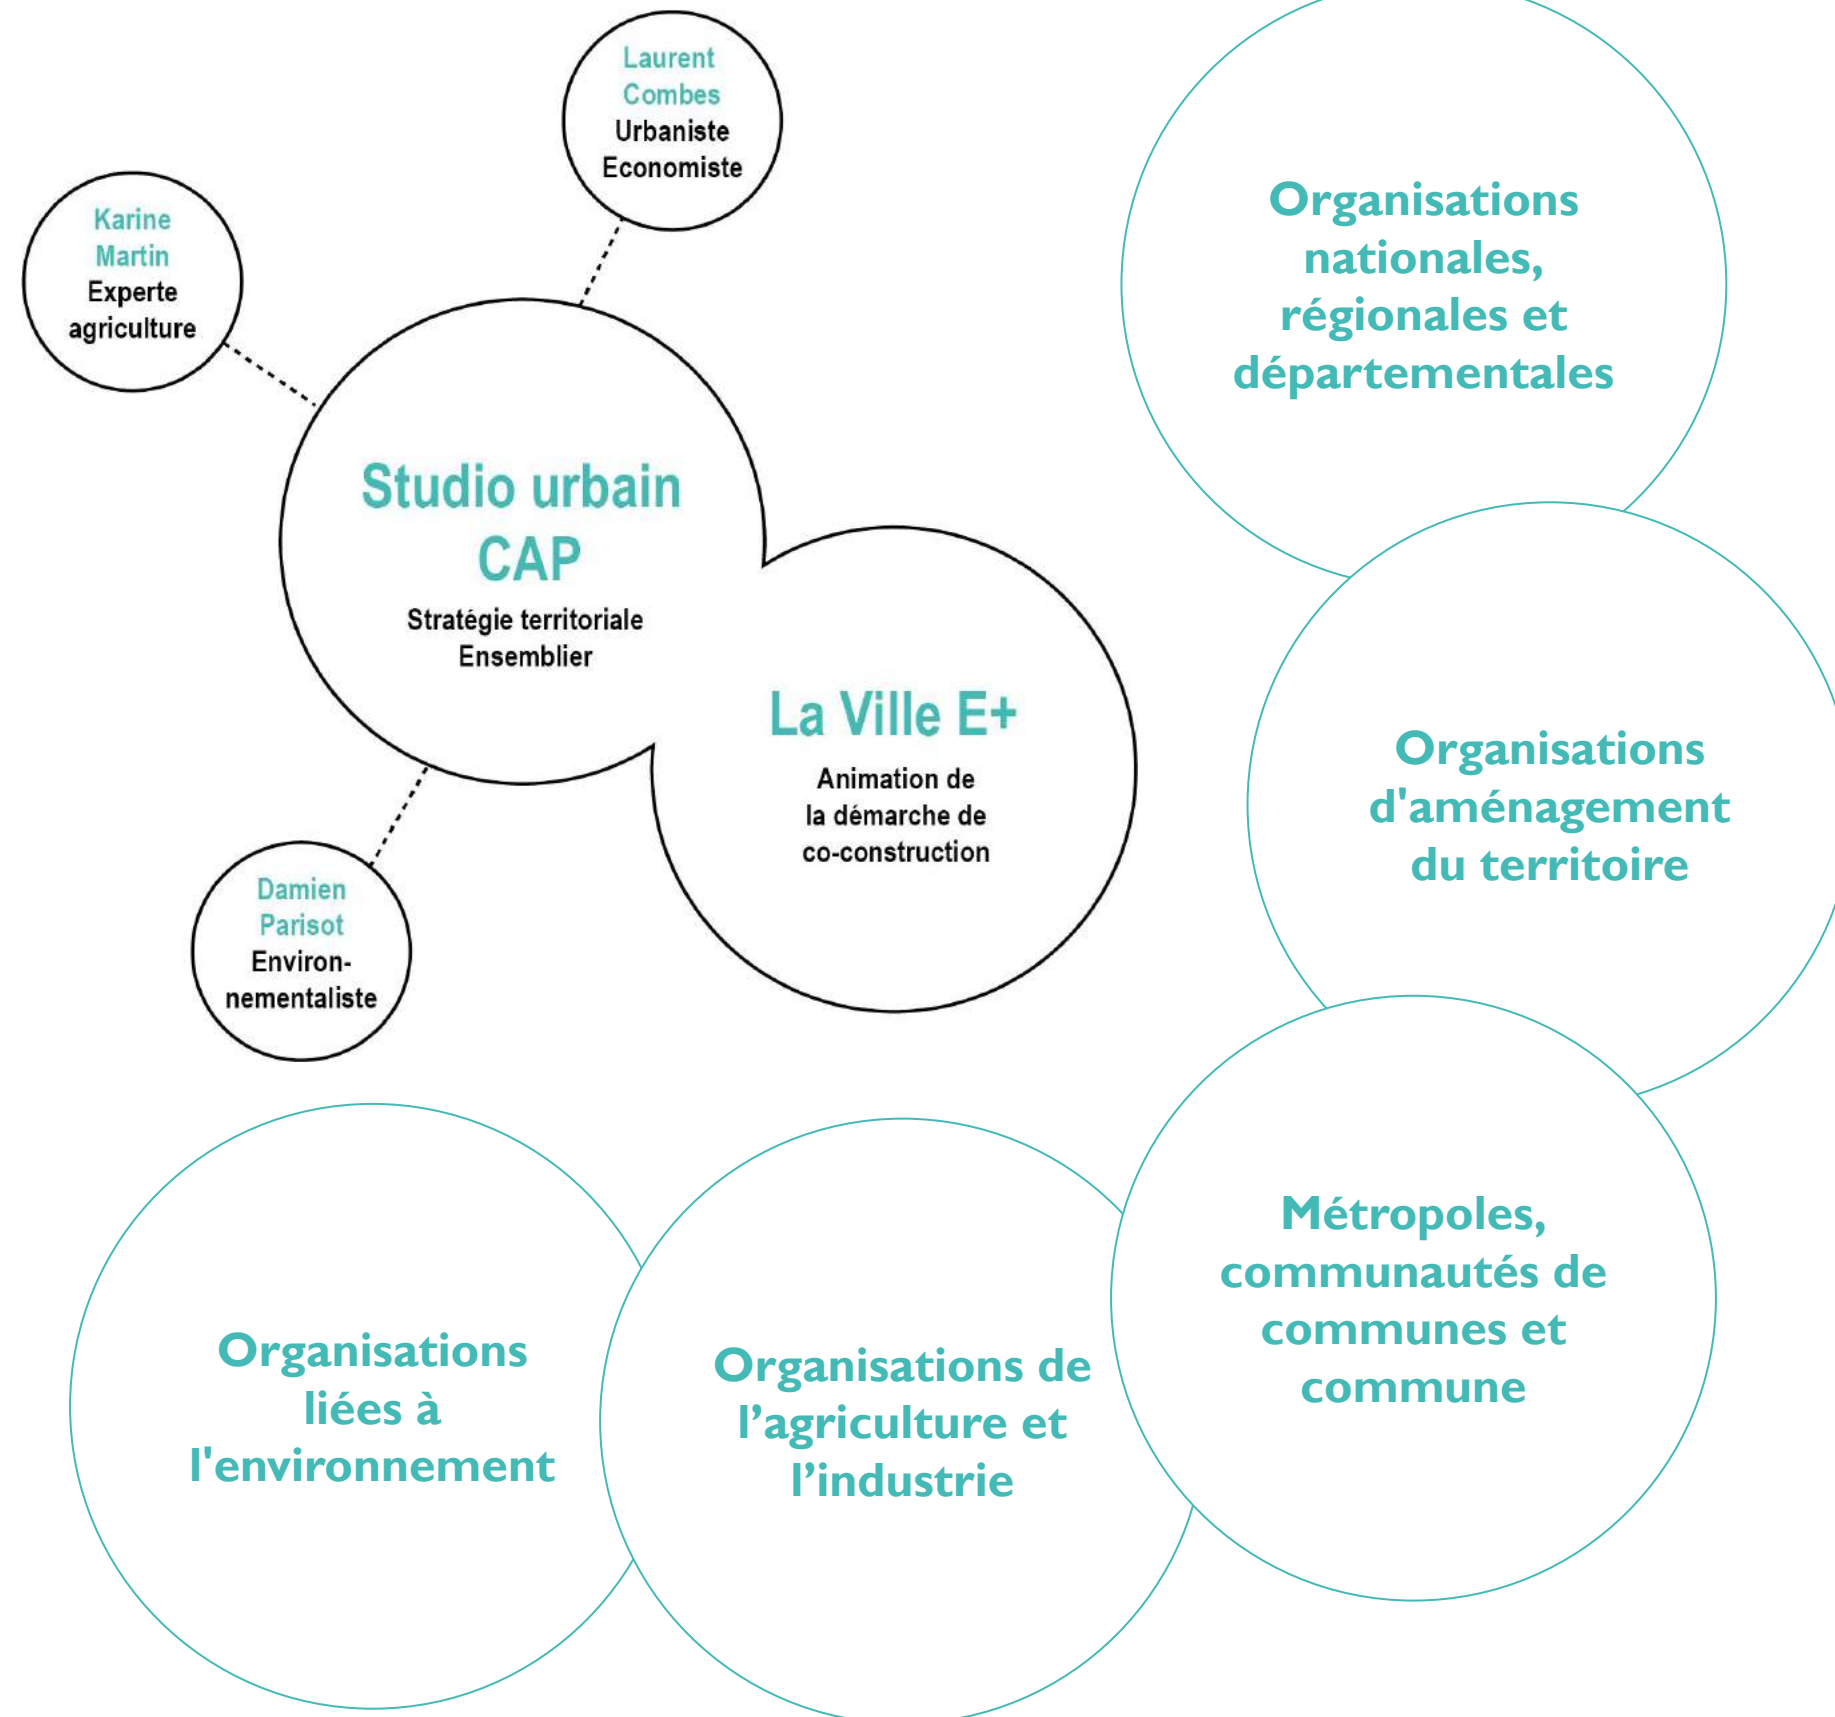 Laurent
Combes
Urbaniste
Economiste
Karine
Martin
Experte
agriculture
Studio urbain
CAP
Stratégie territoriale
Ensemblier
La Ville E+
Animation de
la démarche de
co-construction
Damien
Parisot
Environ-
nementaliste
Organisations
nationales,
régionales et
départementales
Organisations
d'aménagement
du territoire
Métropoles,
communautés de
communes et
commune
Organisations de
l’agriculture et
l’industrie
Organisations
liées à
l'environnement